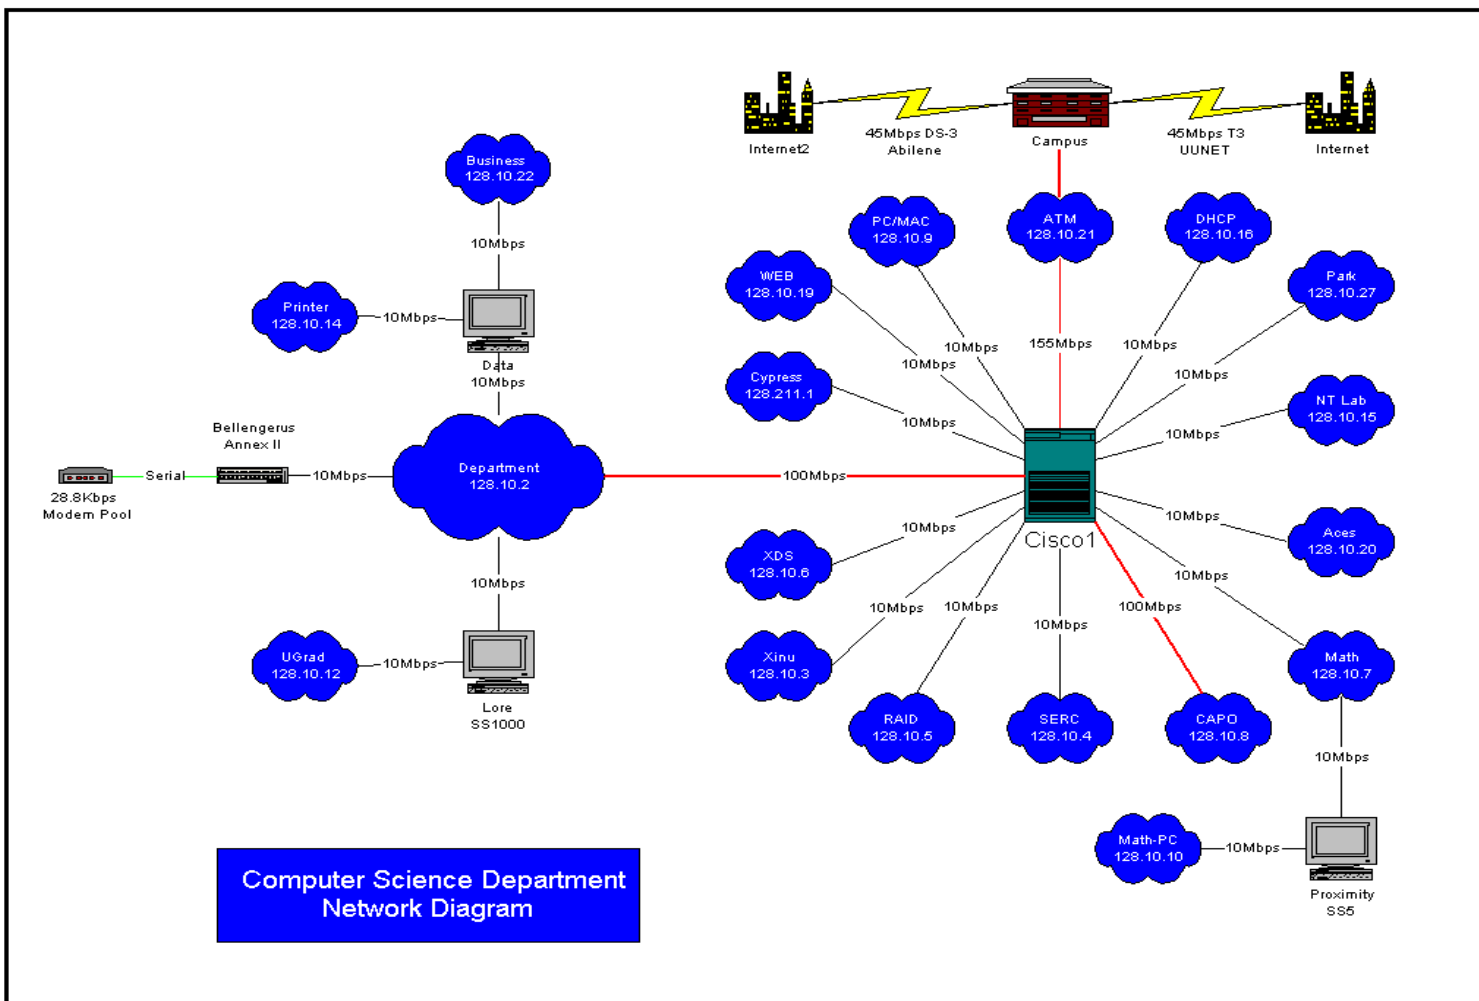 45Mbps DS-3
Abilene
45Mbps T3
UUNET
Internet2
Campus
Internet
Business
128.10.22
PC/MAC
128.10.9
ATM
128.10.21
DHCP
128.10.16
10Mbps
WEB
128.10.19
Park
128.10.27
Printer
128.10.14
10Mbps
Data
10Mbps
10Mbps
10Mbps
155Mbps
10Mbps
10Mbps
Cypress
128.211.1
10Mbps
NT Lab
128.10.15
10Mbps
Bellengerus
Annex II
Serial
10Mbps
28.8Kbps
Modem Pool
Department
128.10.2
100Mbps
Cisco1
10Mbps
10Mbps
Aces
128.10.20
XDS
128.10.6
10Mbps
10Mbps
10Mbps
10Mbps
10Mbps
100Mbps
10Mbps
UGrad
128.10.12
10Mbps
Lore
SS1000
Xinu
128.10.3
Math
128.10.7
RAID
128.10.5
SERC
128.10.4
CAPO
128.10.8
10Mbps
Math-PC
128.10.10
10Mbps
Proximity
SS5
Computer Science Department
Network Diagram